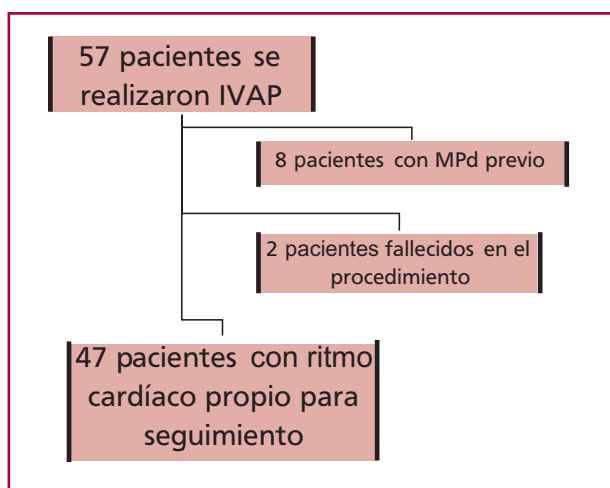 57 pacientes se
realizaron IVAP
8 pacientes con MPd previo
2 pacientes fallecidos en el
procedimiento
47 pacientes con ritmo
cardíaco propio para
seguimiento